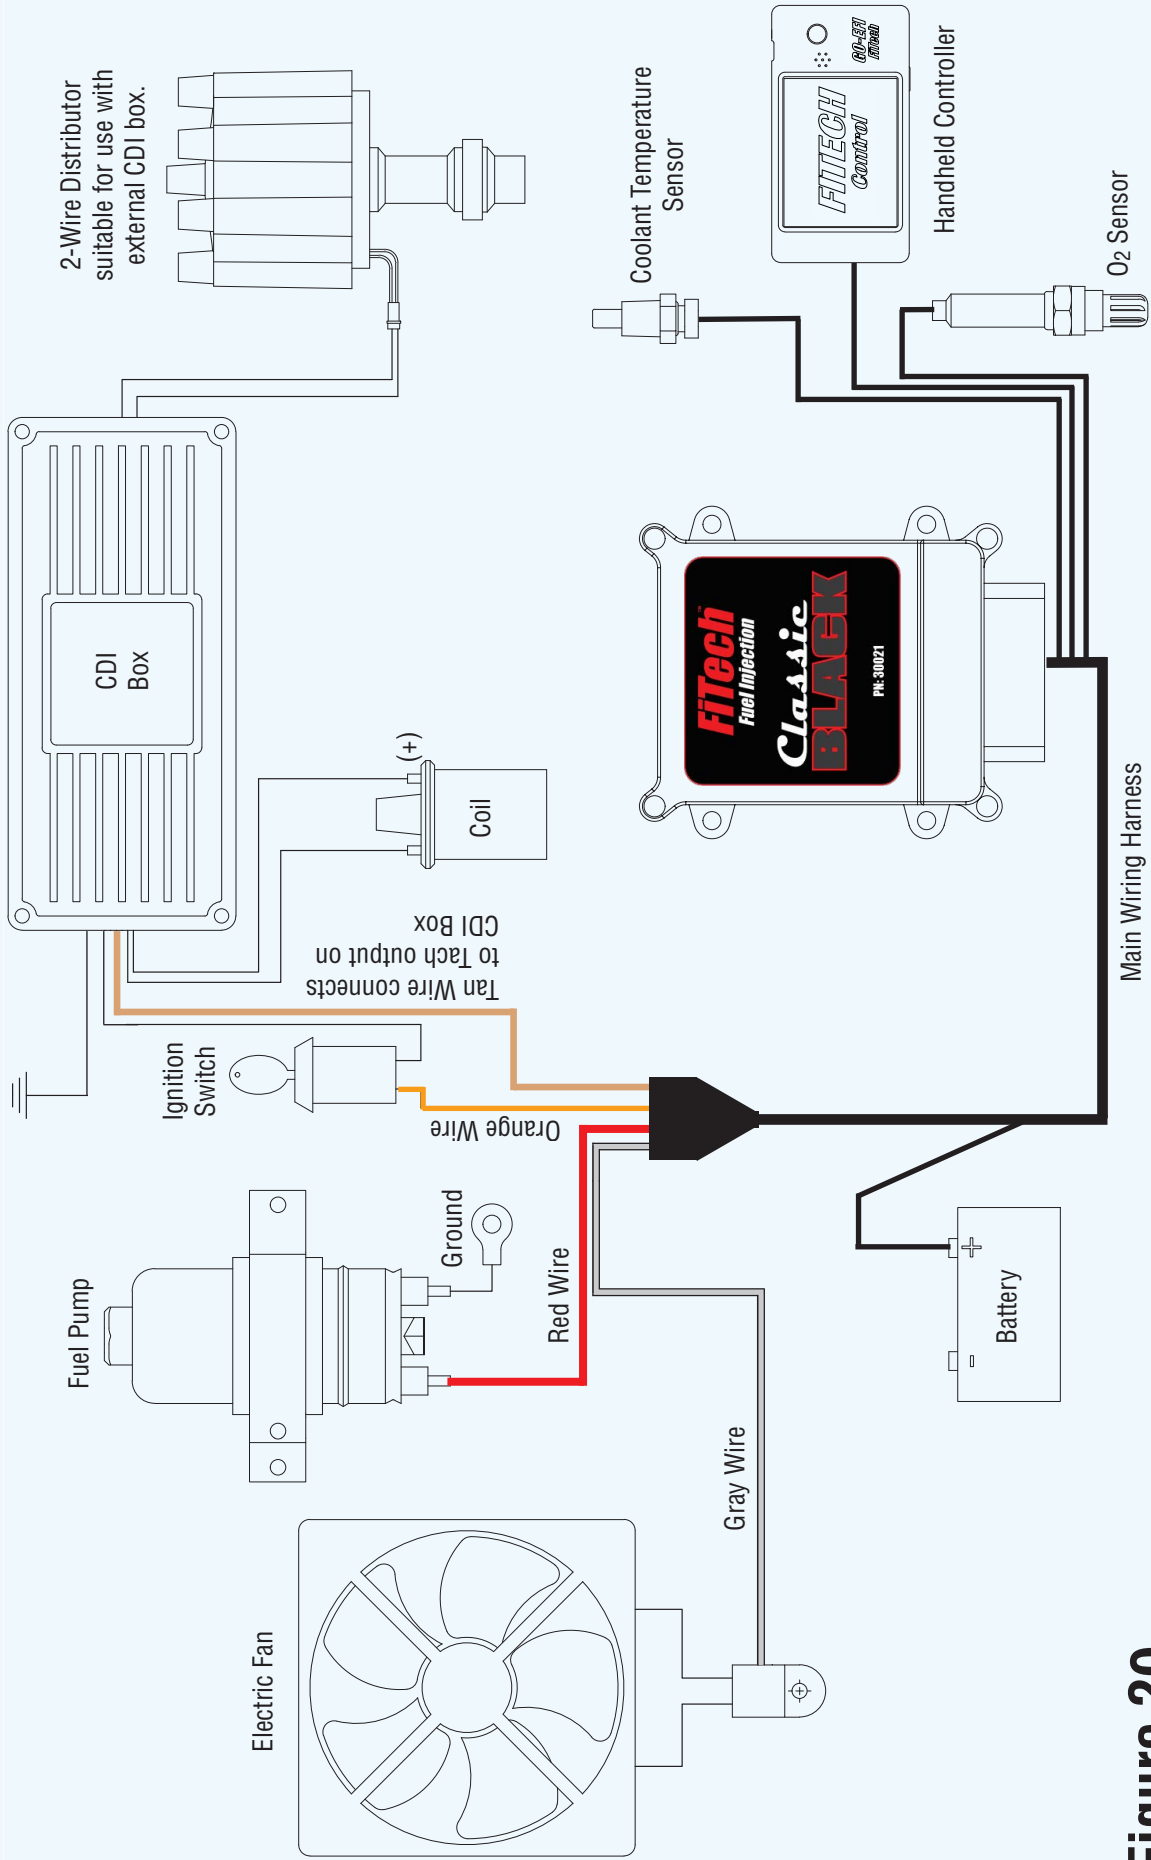 2-Wire Distributor
suitable for use with
external CDI box.
CDI
Box
(+)
Coil
Tan Wire connects
to Tach output on
CDI Box
Ignition
Switch
Orange Wire
Fuel Pump
Ground
Red Wire
Electric Fan
Gray Wire
Battery
+
-
Coolant Temperature
Sensor
FITECH
Control
GO-EFI
FiTech
Handheld Controller
O2 Sensor
FiTech™
Fuel Injection
Classic
BLACK
PN: 30021
Main Wiring Harness
Figure 20